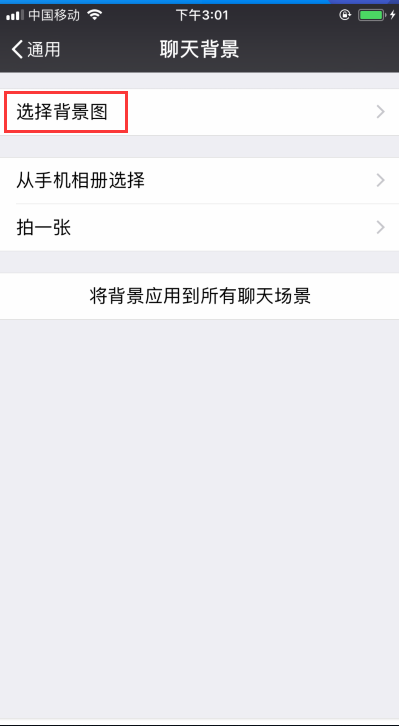 中国移动 下午3:01
通用 聊天背景
选择背景图
从手机相册选择
拍一张
将背景应用到所有聊天场景